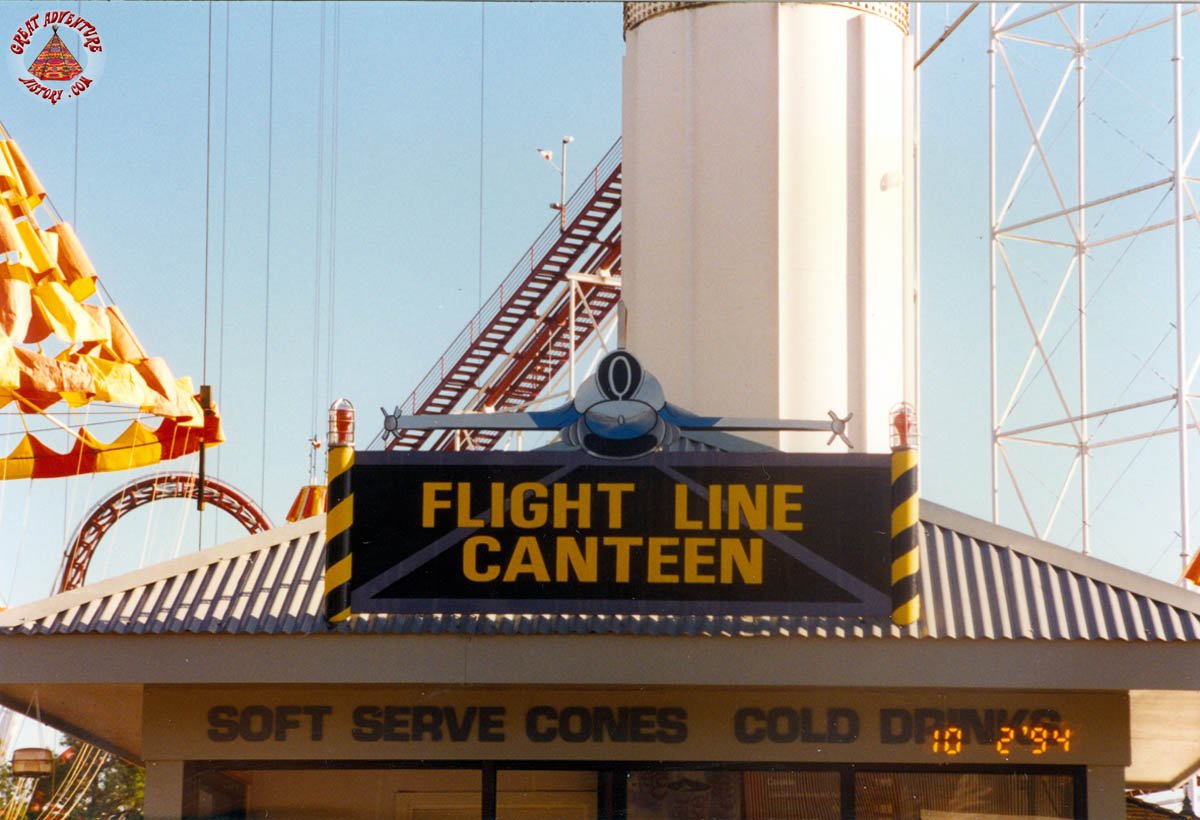 GREAT ADVENTURE
HISTORY.COM
FLIGHT LINE
CANTEEN
SOFT SERVE CONES COLD DRINKS
10 2'94